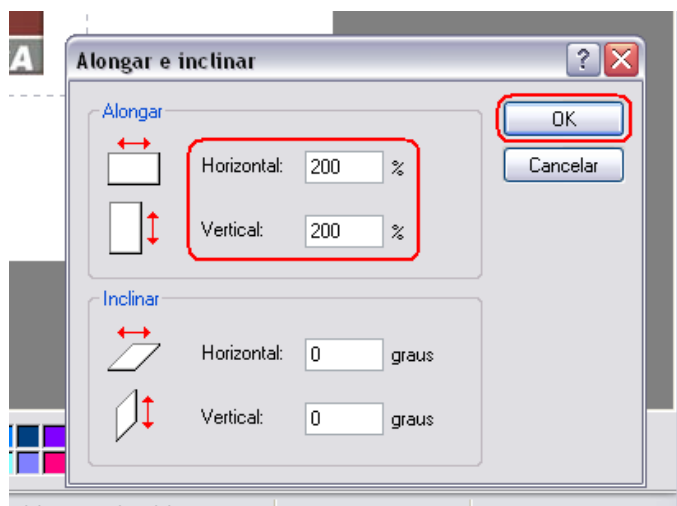 A
Alongar e inclinar
?
Alongar
Horizontal: 200 %
Vertical: 200 %
OK
Cancelar
Inclinar
Horizontal: 0 graus
Vertical: 0 graus